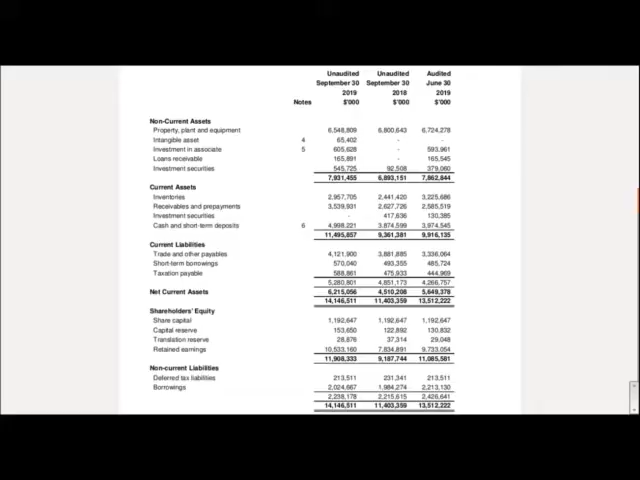 Unaudited Unaudited Audited
September 30 September 30 June 30
2019 2018 2019
Notes $'000 $'000 $'000
Non-Current Assets
Property, plant and equipment 6,548,809 6,800,643 6,724,278
Intangible asset 4 65,402 - -
Investment in associate 5 605,628 - 593,961
Loans receivable 165,891 - 165,545
Investment securities 545,725 92,508 379,060
7,931,455 6,893,151 7,862,844
Current Assets
Inventories 2,957,705 2,441,420 3,225,686
Receivables and prepayments 3,539,931 2,627,726 2,585,519
Investment securities - 417,636 130,385
Cash and short-term deposits 6 4,998,221 3,874,599 3,974,545
11,495,857 9,361,381 9,916,135
Current Liabilities
Trade and other payables 4,121,900 3,881,885 3,336,064
Short-term borrowings 570,040 493,355 485,724
Taxation payable 588,861 475,933 444,969
5,280,801 4,851,173 4,266,757
Net Current Assets 6,215,056 4,510,208 5,649,378
14,146,511 11,403,359 13,512,222
Shareholders' Equity
Share capital 1,192,647 1,192,647 1,192,647
Capital reserve 153,650 122,892 130,832
Translation reserve 28,876 37,314 29,048
Retained earnings 10,533,160 7,834,891 9,733,054
11,908,333 9,187,744 11,085,581
Non-current Liabilities
Deferred tax liabilities 213,511 231,341 213,511
Borrowings 2,024,667 1,984,274 2,213,130
2,238,178 2,215,615 2,426,641
14,146,511 11,403,359 13,512,222